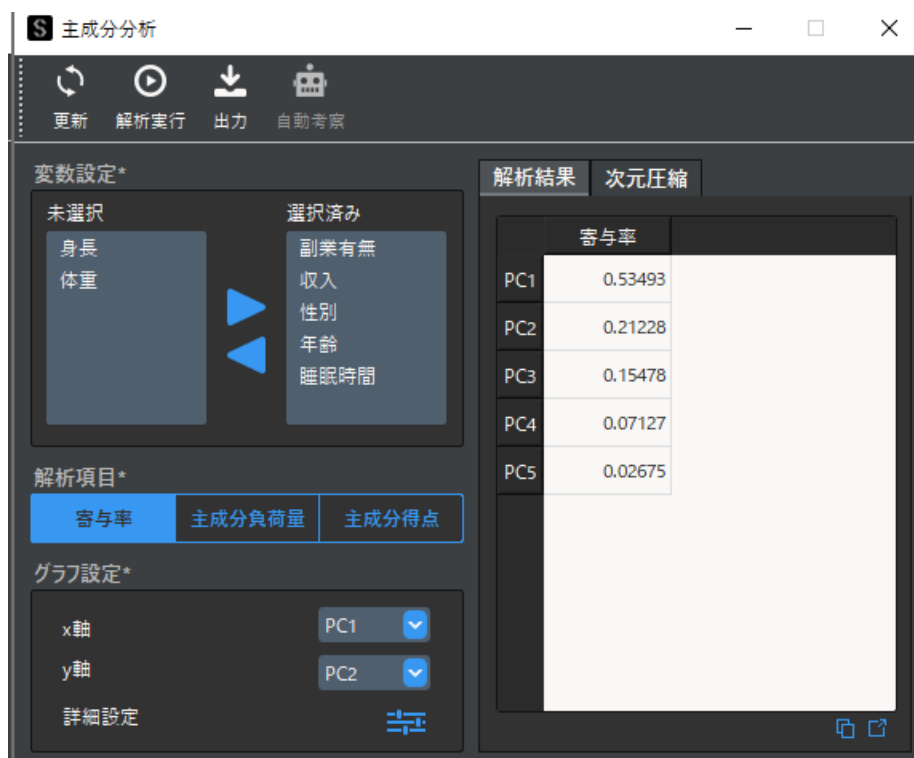 S 主成分分析
更新 解析実行 出力 自動考察
変数設定*
未選択 選択済み
身長
体重
副業有無
収入
性別
年齢
睡眠時間
解析項目*
寄与率 主成分負荷量 主成分得点
グラフ設定*
x軸 PC1
y軸 PC2
詳細設定
解析結果 次元圧縮
寄与率
PC1 0.53493
PC2 0.21228
PC3 0.15478
PC4 0.07127
PC5 0.02675